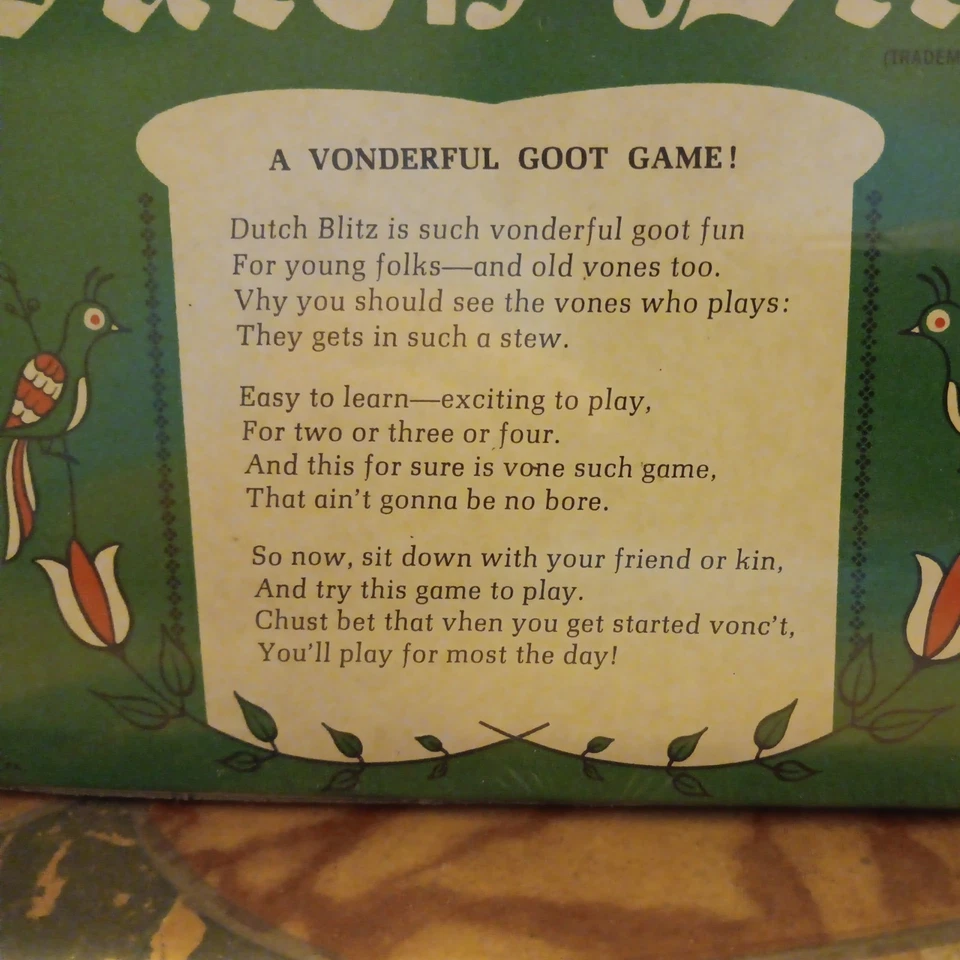 Dutch Blitz
(TRADEM
A VONDERFUL GOOT GAME!
Dutch Blitz is such vonderful goot fun
For young folks—and old vones too.
Vhy you should see the vones who plays:
They gets in such a stew.
Easy to learn—exciting to play,
For two or three or four.
And this for sure is vone such game,
That ain't gonna be no bore.
So now, sit down with your friend or kin,
And try this game to play.
Chust bet that vhen you get started vonc't,
You'll play for most the day!